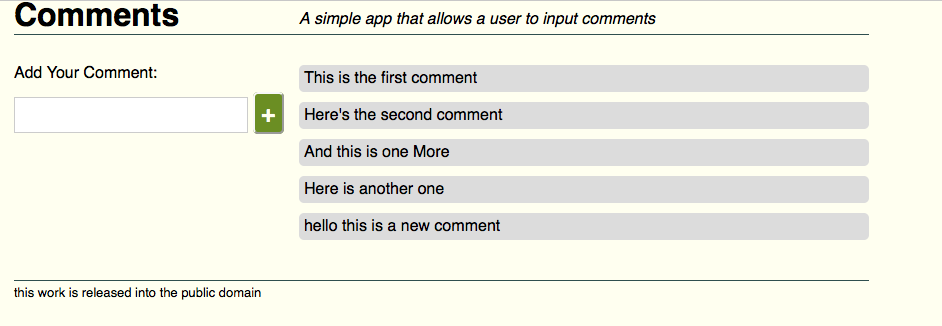 Comments
A simple app that allows a user to input comments
Add Your Comment:
+
This is the first comment
Here's the second comment
And this is one More
Here is another one
hello this is a new comment
this work is released into the public domain